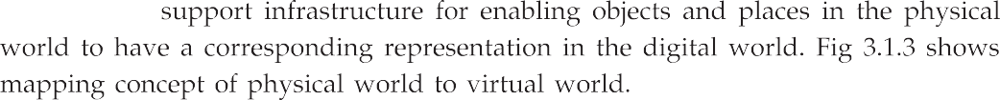 support infrastructure for enabling objects and places in the physical
world to have a corresponding representation in the digital world. Fig 3.1.3 shows
mapping concept of physical world to virtual world.